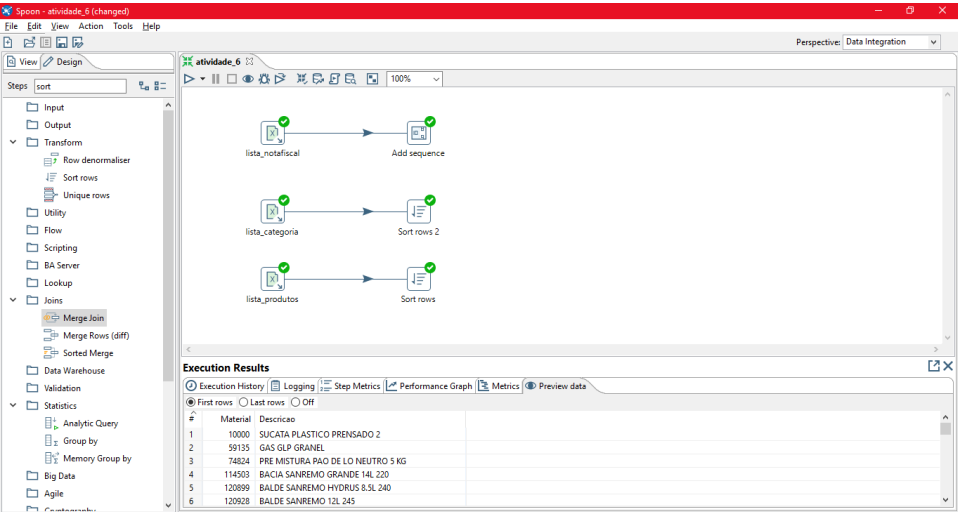 Spoon - atividade_6 (changed)
File Edit View Action Tools Help
Perspective: Data Integration
View Design
atividade_6
Steps sort
100%
Input
Output
Transform
Row denormaliser
Sort rows
Unique rows
Utility
Flow
Scripting
BA Server
Lookup
Joins
Merge Join
Merge Rows (diff)
Sorted Merge
Data Warehouse
Validation
Statistics
Analytic Query
Group by
Memory Group by
Big Data
Agile
Cryptography
lista_notafiscal Add sequence
lista_categoria Sort rows 2
lista_produtos Sort rows
Execution Results
Execution History Logging Step Metrics Performance Graph Metrics Preview data
First rows Last rows Off
# Material Descricao
1 10000 SUCATA PLASTICO PRENSADO 2
2 59135 GAS GLP GRANEL
3 74824 PRE MISTURA PAO DE LO NEUTRO 5 KG
4 114503 BACIA SANREMO GRANDE 14L 220
5 120899 BALDE SANREMO HYDRUS 8.5L 240
6 120928 BALDE SANREMO 12L 245